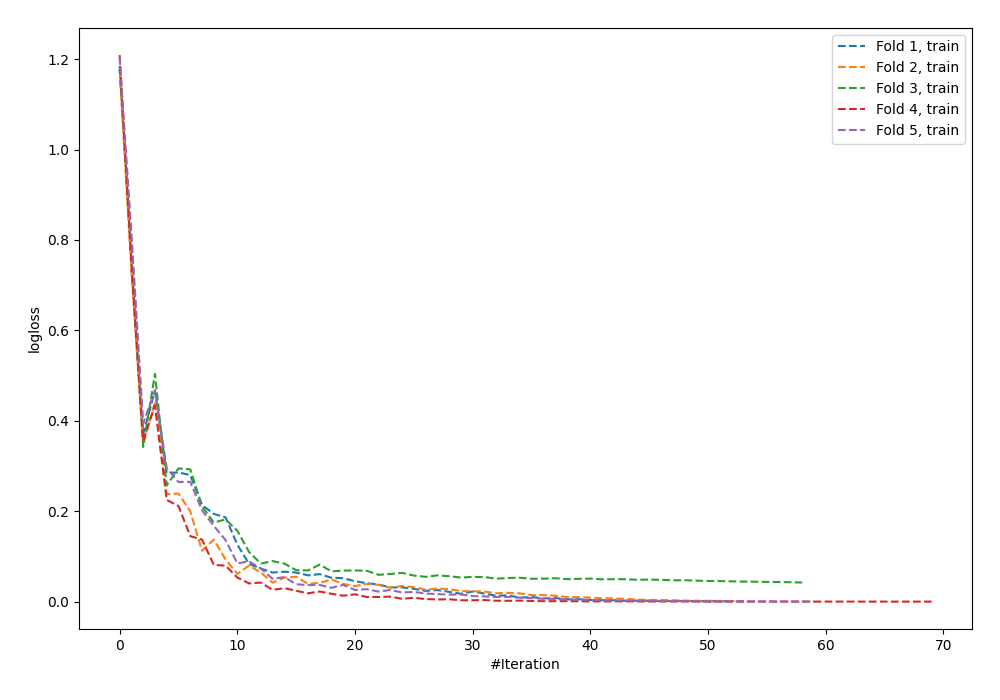 1.2
1.0
0.8
0.6
0.4
0.2
0.0
logloss
0 10 20 30 40 50 60 70
#Iteration
Fold 1, train
Fold 2, train
Fold 3, train
Fold 4, train
Fold 5, train